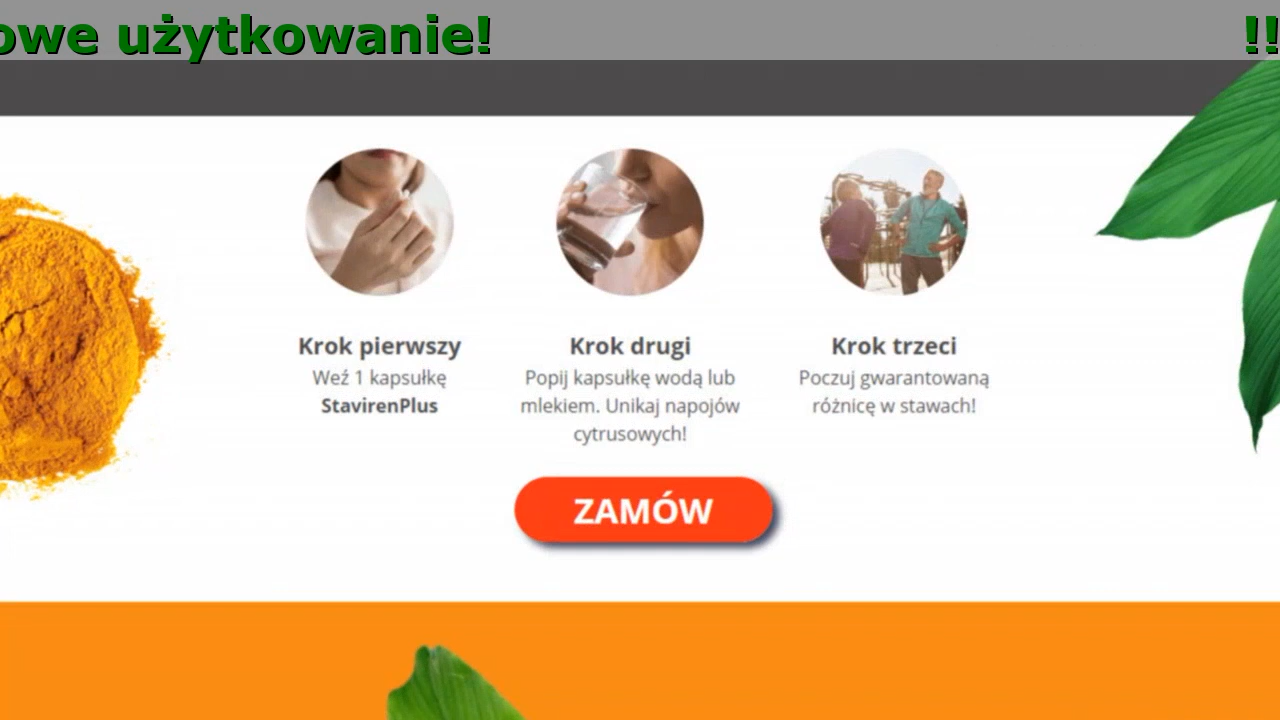 owe użytkowanie! !!
Krok pierwszy
Weź 1 kapsułkę
StavirenPlus
Krok drugi
Popij kapsułkę wodą lub
mlekiem. Unikaj napojów
cytrusowych!
Krok trzeci
Poczuj gwarantowaną
różnicę w stawach!
ZAMÓW